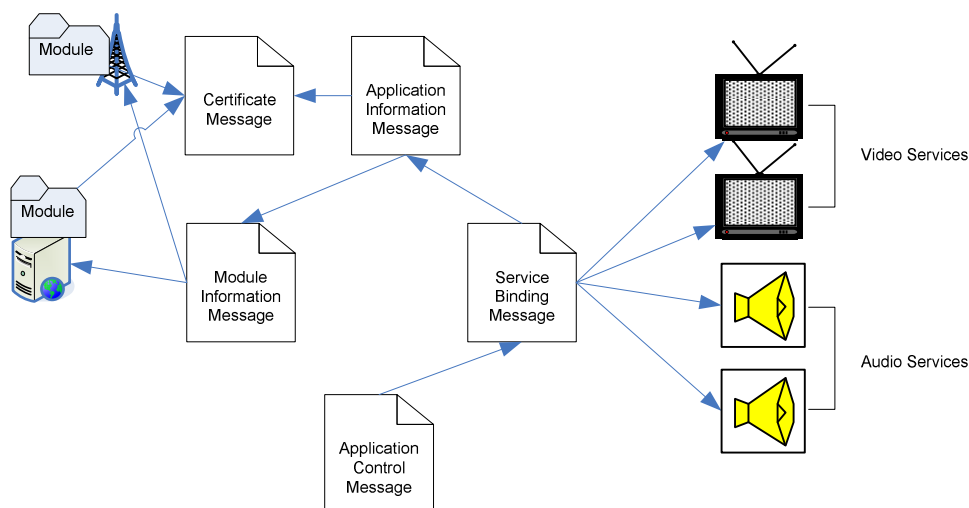 Module
Certificate
Message
Application
Information
Message
Video Services
Module
Module
Information
Message
Service
Binding
Message
Audio Services
Application
Control
Message